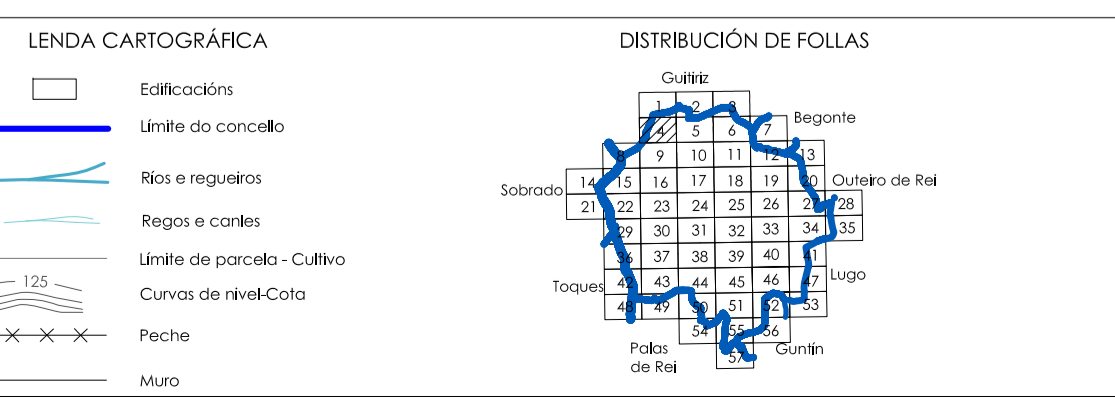 LENDA CARTOGRÁFICA
Edificacións
Límite do concello
Ríos e regueiros
Regos e canles
Límite de parcela - Cultivo
125
Curvas de nivel-Cota
Peche
Muro
DISTRIBUCIÓN DE FOLLAS
Guitiriz
1 2 3
Begonte
4 5 6 7
8 9 10 11 12 13
Sobrado 14 15 16 17 18 19 20 Outeiro de Rei
21 22 23 24 25 26 27 28
29 30 31 32 33 34 35
36 37 38 39 40 41
Toques 42 43 44 45 46 47 Lugo
48 49 50 51 52 53
54 55 56
Palas Guntín
de Rei 57